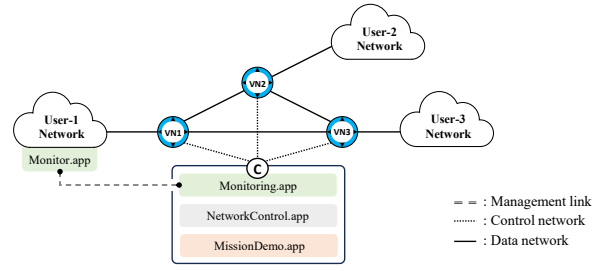 User-2
Network
VN2
User-1
Network
VN1
VN3
User-3
Network
Monitor.app
C
Monitoring.app
NetworkControl.app
MissionDemo.app
: Management link
: Control network
: Data network